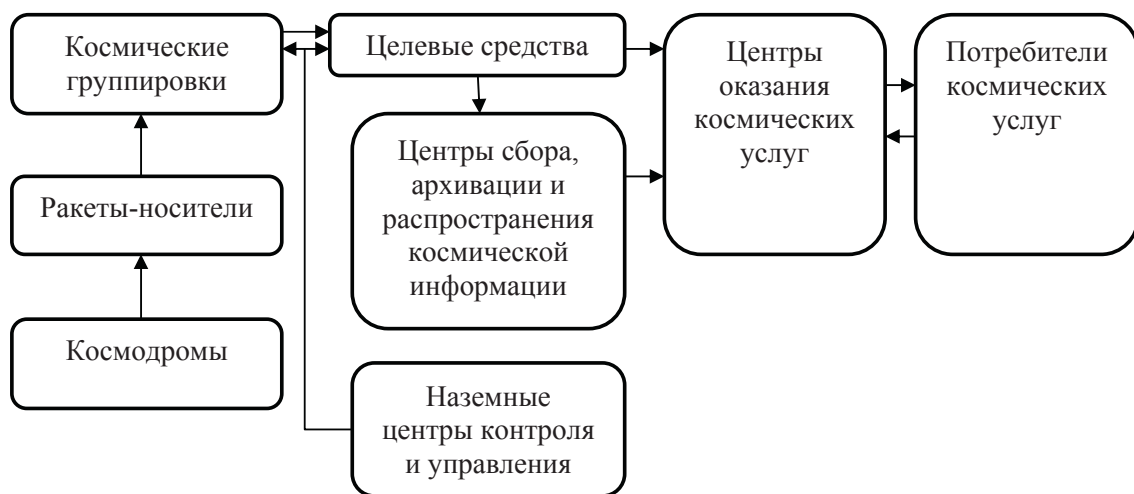 Космические
группировки
Ракеты-носители
Космодромы
Целевые средства
Центры сбора,
архивации и
распространения
космической
информации
Наземные
центры контроля
и управления
Центры
оказания
космических
услуг
Потребители
космических
услуг